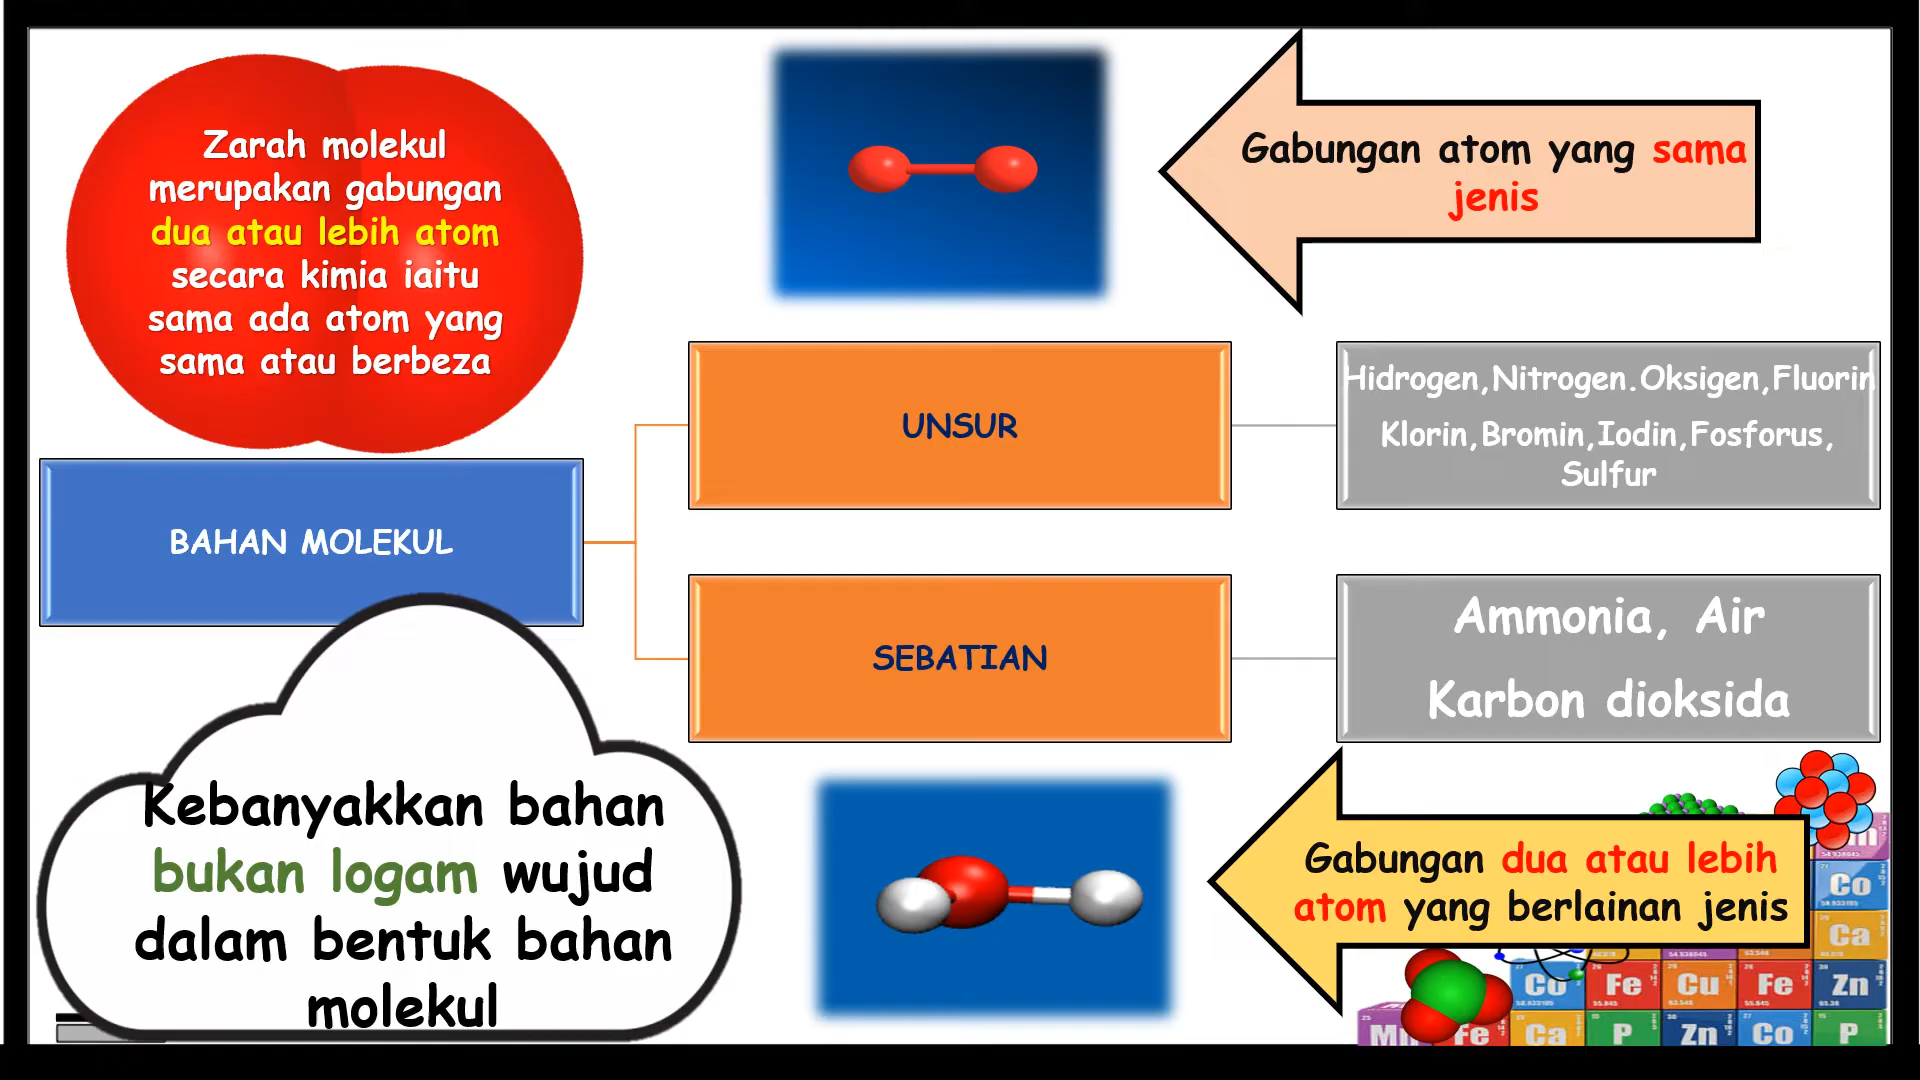 Zarah molekul
merupakan gabungan
dua atau lebih atom
secara kimia iaitu
sama ada atom yang
sama atau berbeza
Gabungan atom yang sama
jenis
BAHAN MOLEKUL
UNSUR
Hidrogen,Nitrogen.Oksigen,Fluorin
Klorin,Bromin,Iodin,Fosforus,
Sulfur
SEBATIAN
Ammonia, Air
Karbon dioksida
Kebanyakkan bahan
bukan logam wujud
dalam bentuk bahan
molekul
Gabungan dua atau lebih
atom yang berlainan jenis
Co
Ca
Co Fe Cu Fe Zn
Fe Ca P Zn Co P